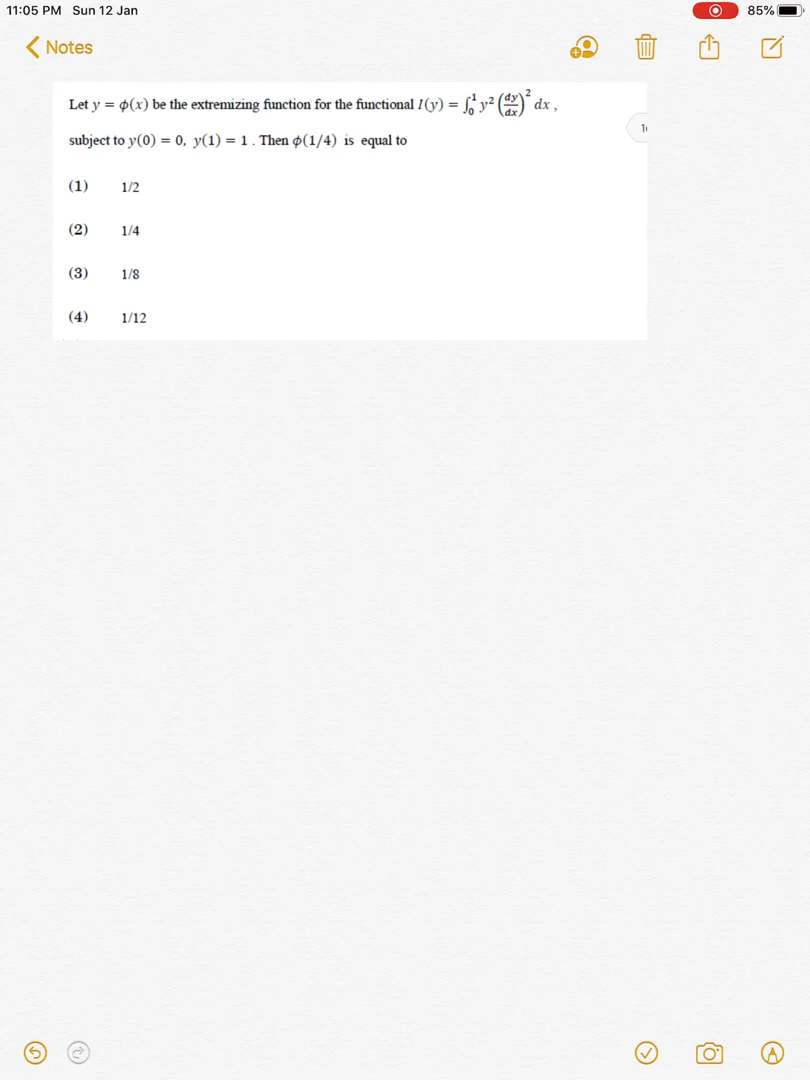 11:05 PM Sun 12 Jan 85%
Notes
Let y = ϕ(x) be the extremizing function for the functional I(y) = ∫₀¹ y² (dy/dx)² dx ,
subject to y(0) = 0, y(1) = 1 . Then ϕ(1/4) is equal to
(1) 1/2
(2) 1/4
(3) 1/8
(4) 1/12